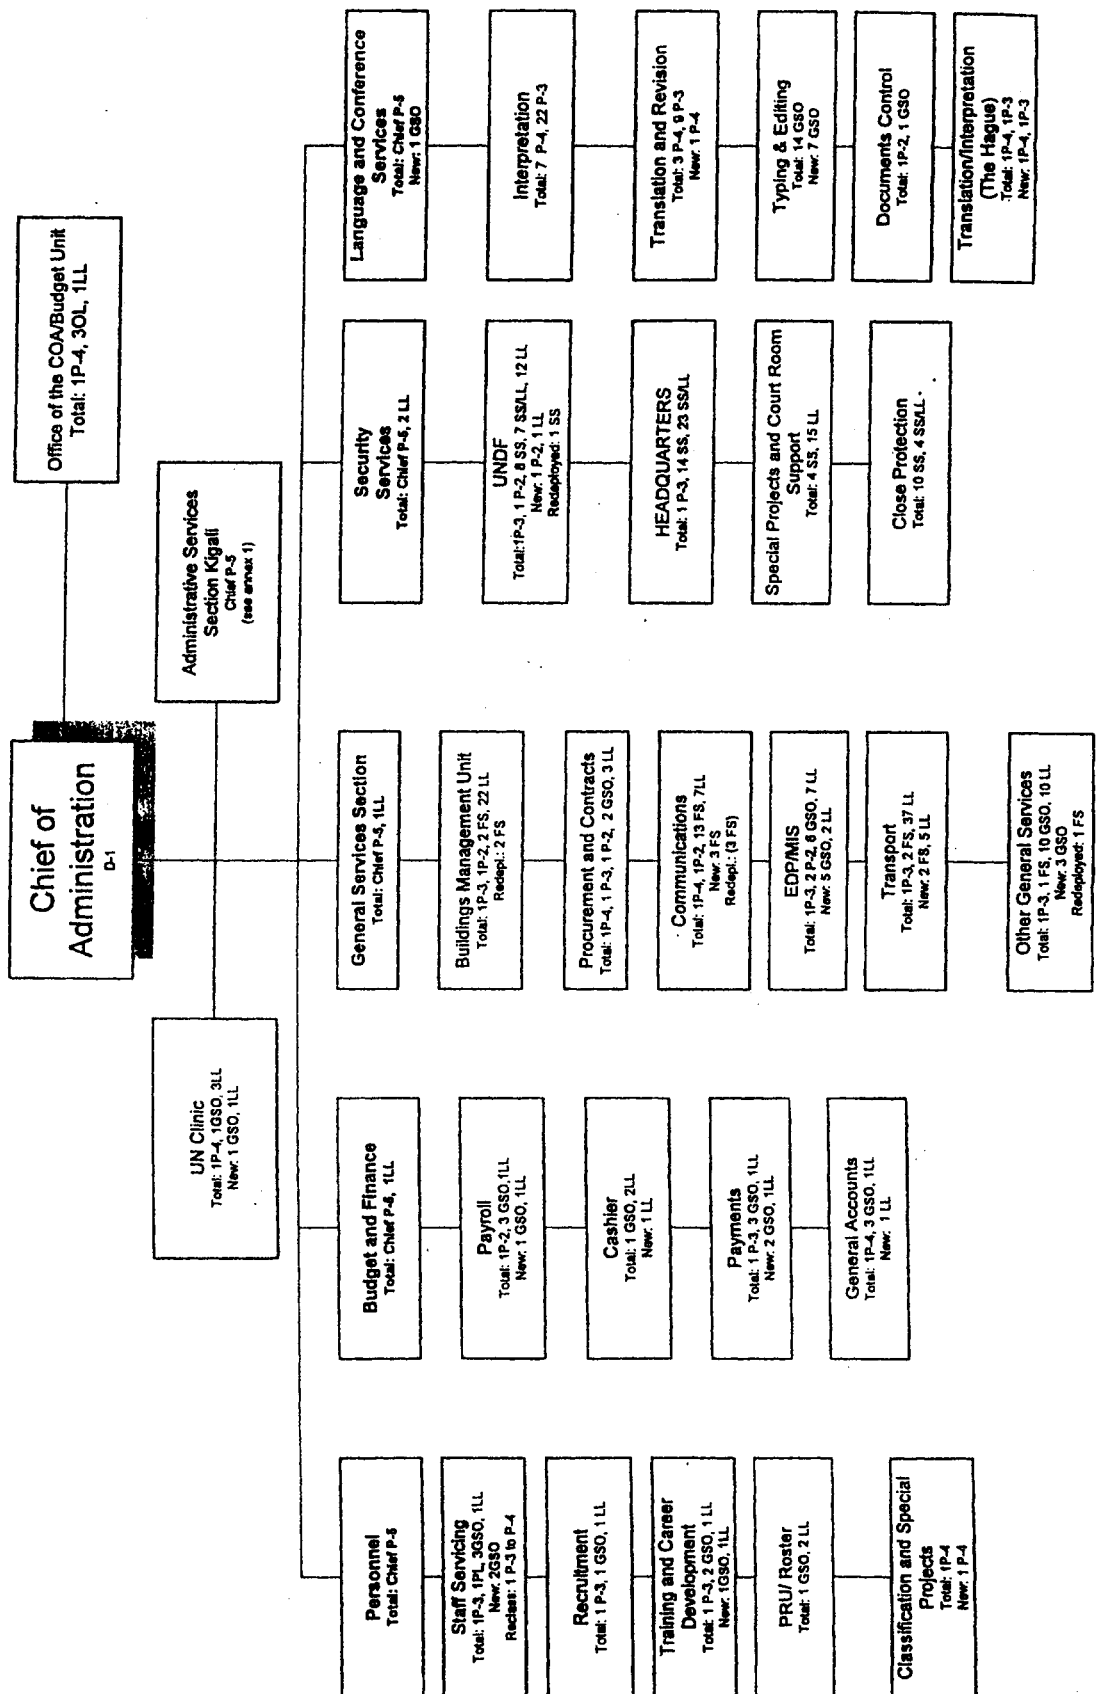 Chief of
Administration
D-1
Office of the COA/Budget Unit
Total: 1P-4, 3OL, 1LL
UN Clinic
Total: 1P-4, 1GSO, 3LL
New: 1 GSO, 1LL
Administrative Services
Section Kigali
Chief P-5
(see annex 1)
Personnel
Total: Chief P-5
Staff Servicing
Total: 1P-3, 1PL, 3GSO, 1LL
New: 2GSO
Reclass: 1 P-3 to P-4
Recruitment
Total: 1 P-3, 1 GSO, 1 LL
Training and Career
Development
Total: 1 P-3, 2 GSO, 1 LL
New: 1GSO, 1LL
PRU/ Roster
Total: 1 GSO, 2 LL
Classification and Special
Projects
Total: 1P-4
New: 1 P-4
Budget and Finance
Total: Chief P-5, 1LL
Payroll
Total: 1P-2, 3 GSO,1LL
New: 1 GSO, 1LL
Cashier
Total: 1 GSO, 2LL
New: 1 LL
Payments
Total: 1 P-3, 3 GSO, 1LL
New: 2 GSO, 1LL
General Accounts
Total: 1P-4, 3 GSO, 1LL
New: 1 LL
General Services Section
Total: Chief P-5, 1LL
Buildings Management Unit
Total: 1P-3, 1P-2, 5 FS, 22 LL
Redepl.: 2 FS
Procurement and Contracts
Total: 1P-4, 1 P-3, 1 P-2, 2 GSO, 3 LL
Communications
Total: 1P-4, 1P-2, 13 FS, 7LL
New: 3 FS
Redepl.: (3 FS)
EDP/MIS
Total: 1P-3, 2 P-2, 6 GSO, 7 LL
New: 5 GSO, 2 LL
Transport
Total: 1P-3, 2 FS, 37 LL
New: 2 FS, 5 LL
Other General Services
Total: 1P-3, 1 FS, 10 GSO, 10 LL
New: 3 GSO
Redeployed: 1 FS
Security
Services
Total: Chief P-5, 2 LL
UNDF
Total:1P-3, 1 P-2, 8 SS, 7 SS/LL, 12 LL
New: 1 P-2, 1 LL
Redeployed: 1 SS
HEADQUARTERS
Total: 1 P-3, 14 SS, 23 SS/LL
Special Projects and Court Room
Support
Total: 4 SS, 15 LL
Close Protection
Total: 10 SS, 4 SS/LL
Language and Conference
Services
Total: Chief P-5
New: 1 GSO
Interpretation
Total: 7 P-4, 22 P-3
Translation and Revision
Total: 3 P-4, 9 P-3
New: 1 P-4
Typing & Editing
Total: 14 GSO
New: 7 GSO
Documents Control
Total: 1P-2, 1 GSO
Translation/Interpretation
(The Hague)
Total: 1P-4, 1P-3
New: 1P-4, 1P-3